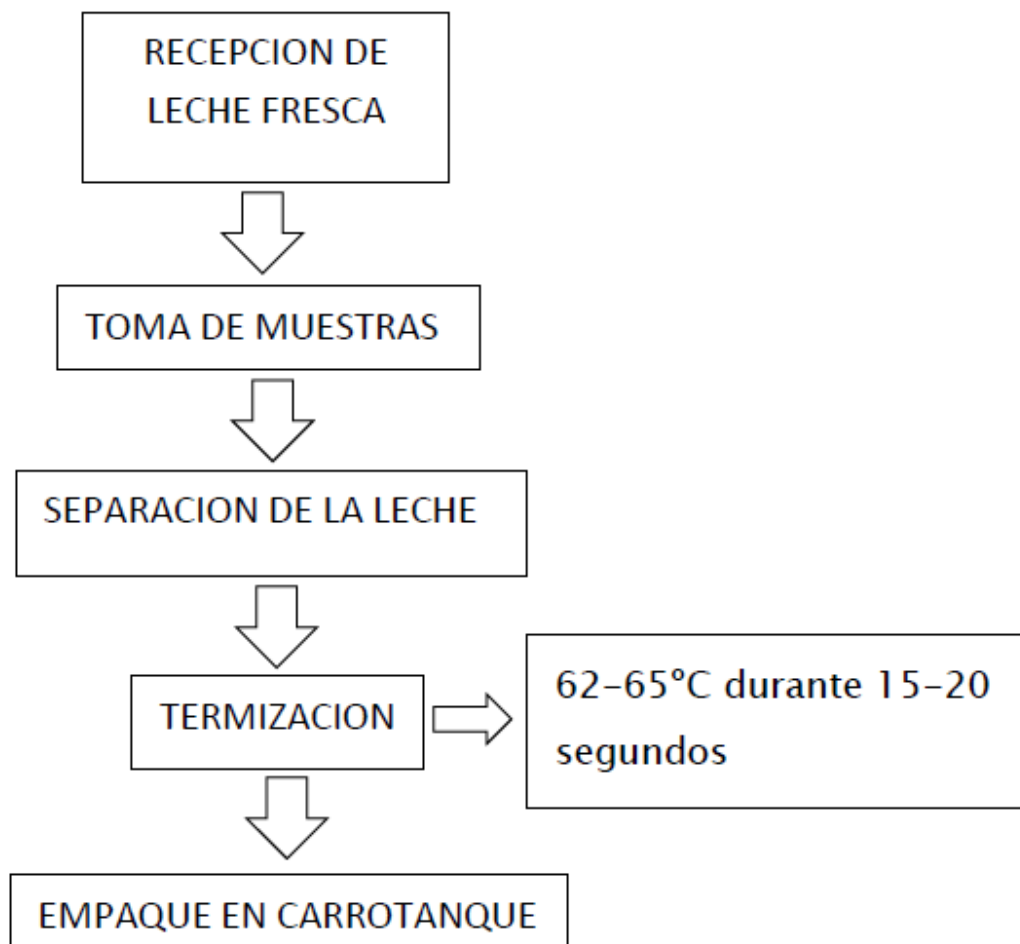 RECEPCION DE
LECHE FRESCA
TOMA DE MUESTRAS
SEPARACION DE LA LECHE
TERMIZACION
62-65°C durante 15-20
segundos
EMPAQUE EN CARROTANQUE